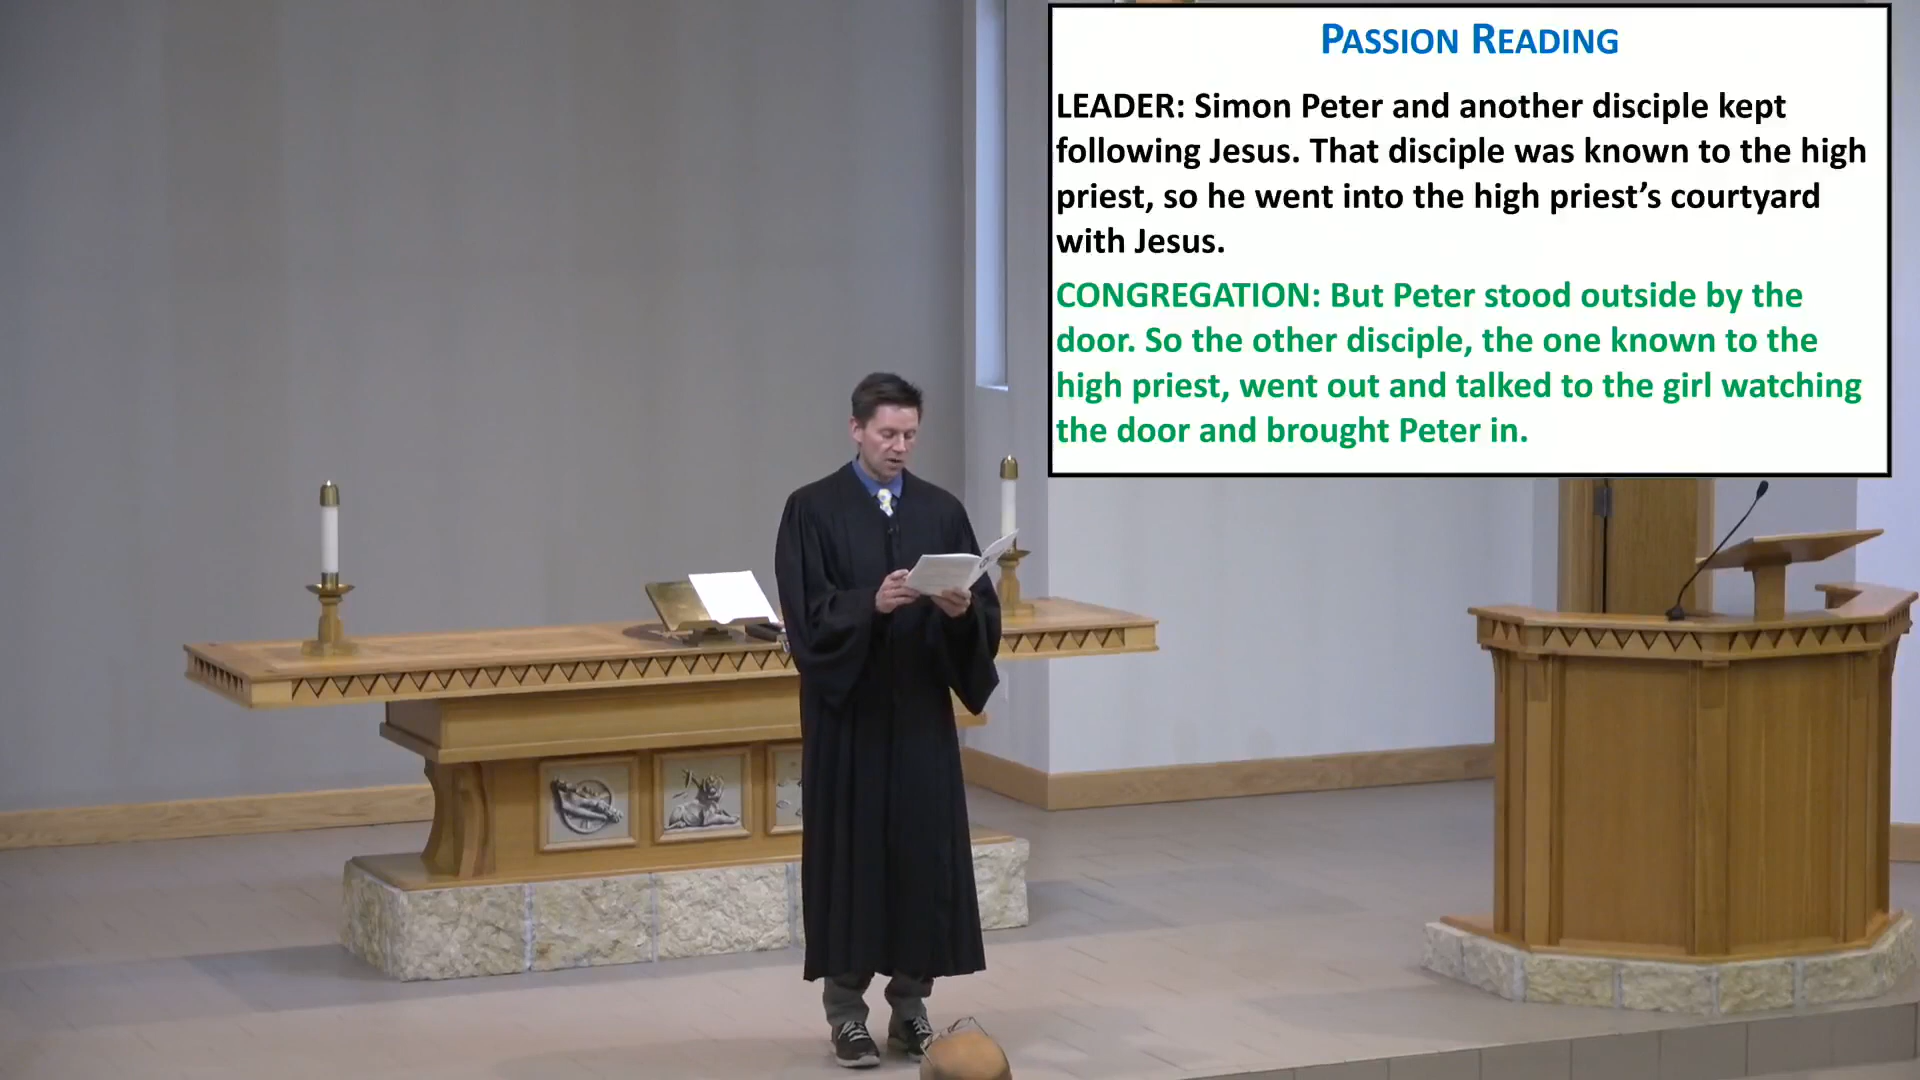 PASSION READING
LEADER: Simon Peter and another disciple kept
following Jesus. That disciple was known to the high
priest, so he went into the high priest’s courtyard
with Jesus.
CONGREGATION: But Peter stood outside by the
door. So the other disciple, the one known to the
high priest, went out and talked to the girl watching
the door and brought Peter in.